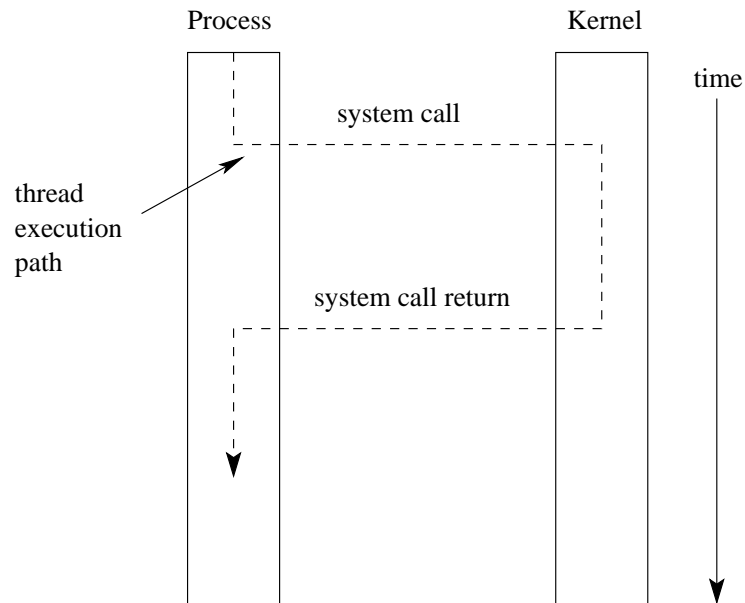 Process
Kernel
time
system call
thread
execution
path
system call return